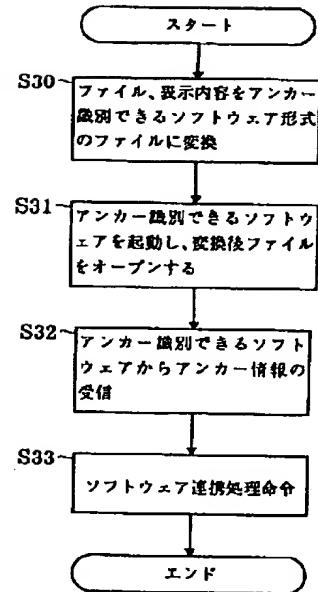 スタート
S30
ファイル、表示内容をアンカー
識別できるソフトウェア形式
のファイルに変換
S31
アンカー識別できるソフトウ
ェアを起動し、変換後ファイル
をオープンする
S32
アンカー識別できるソフト
ウェアからアンカー情報の
受信
S33
ソフトウェア連携処理命令
エンド